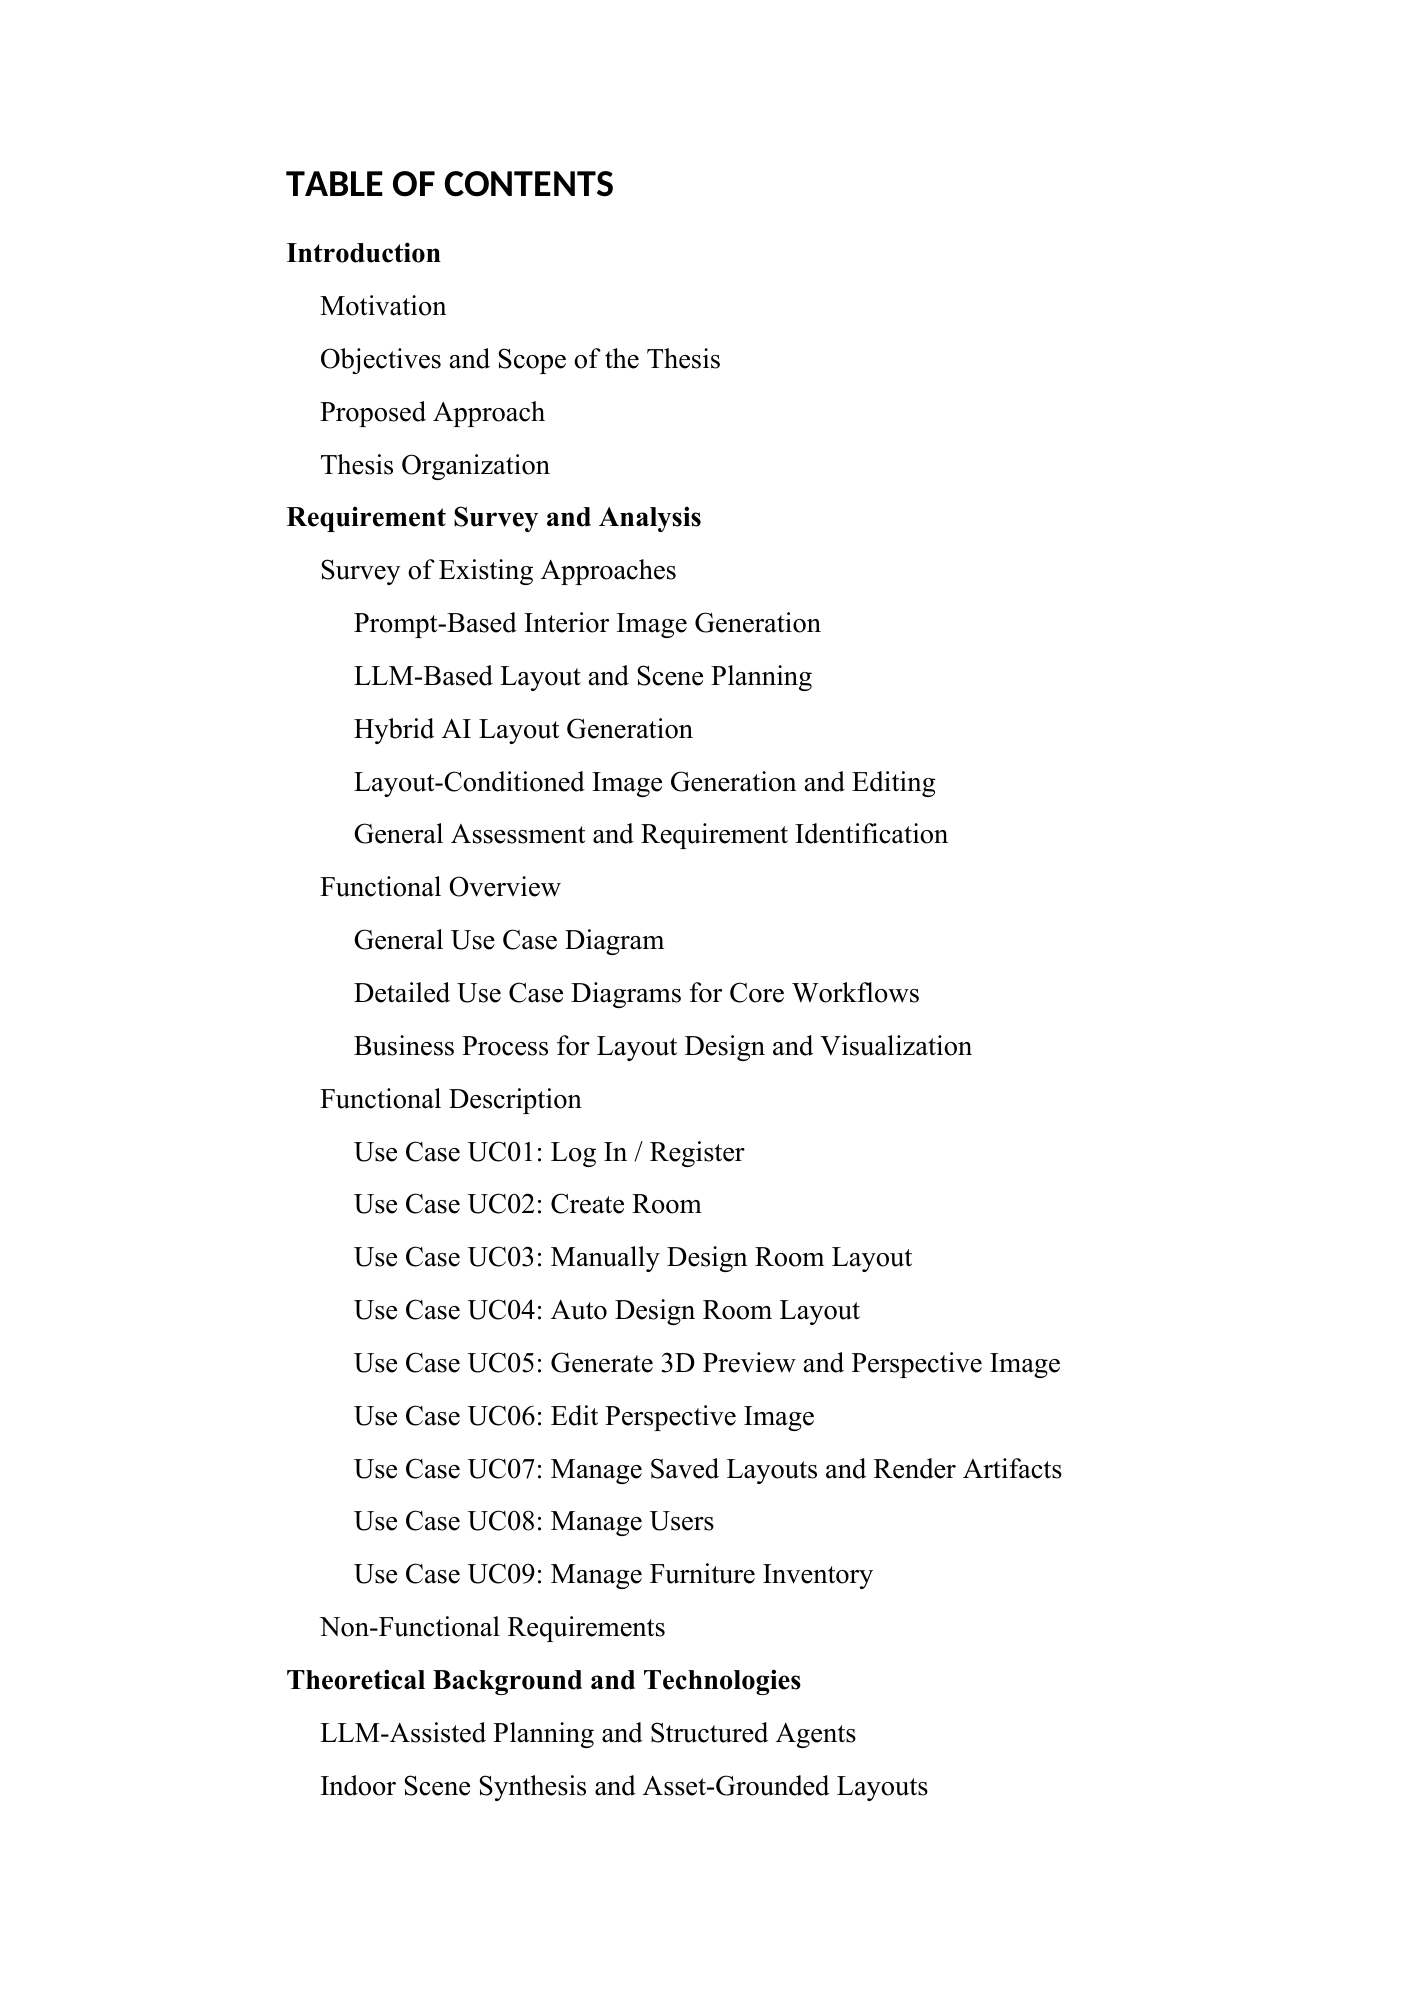 TABLE OF CONTENTS
Introduction
Motivation
Objectives and Scope of the Thesis
Proposed Approach
Thesis Organization
Requirement Survey and Analysis
Survey of Existing Approaches
Prompt-Based Interior Image Generation
LLM-Based Layout and Scene Planning
Hybrid AI Layout Generation
Layout-Conditioned Image Generation and Editing
General Assessment and Requirement Identification
Functional Overview
General Use Case Diagram
Detailed Use Case Diagrams for Core Workflows
Business Process for Layout Design and Visualization
Functional Description
Use Case UC01: Log In / Register
Use Case UC02: Create Room
Use Case UC03: Manually Design Room Layout
Use Case UC04: Auto Design Room Layout
Use Case UC05: Generate 3D Preview and Perspective Image
Use Case UC06: Edit Perspective Image
Use Case UC07: Manage Saved Layouts and Render Artifacts
Use Case UC08: Manage Users
Use Case UC09: Manage Furniture Inventory
Non-Functional Requirements
Theoretical Background and Technologies
LLM-Assisted Planning and Structured Agents
Indoor Scene Synthesis and Asset-Grounded Layouts